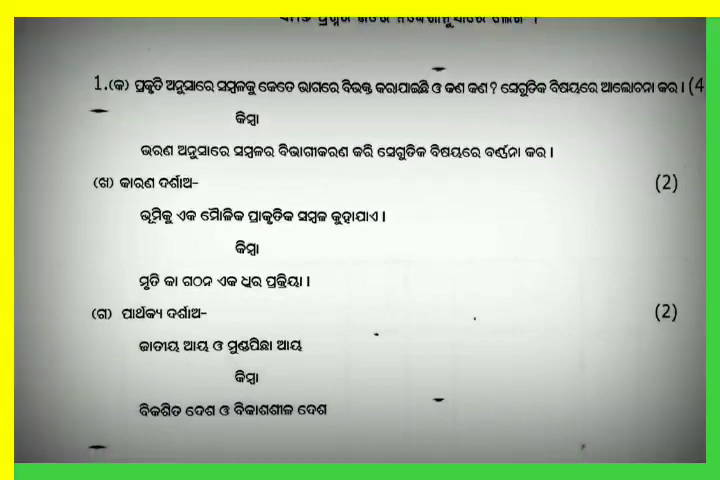 1.(କ) ପ୍ରକୃତି ଅନୁସାରେ ସମ୍ବଳକୁ କେତେ ଭାଗରେ ବିଭକ୍ତ କରାଯାଇଛି ଓ କଣ କଣ ? ସେଗୁଡିକ ବିଷୟରେ ଆଲୋଚନା କର । (4
କିମ୍ବା
ଭରଣ ଅନୁସାରେ ସମ୍ବଳର ବିଭାଗୀକରଣ କରି ସେଗୁଡିକ ବିଷୟରେ ବର୍ଣ୍ଣନା କର ।
(ଖ) କାରଣ ଦର୍ଶାଅ- (2)
ଭୂମିକୁ ଏକ ମୌଳିକ ପ୍ରାକୃତିକ ସମ୍ବଳ କୁହାଯାଏ ।
କିମ୍ବା
ମୃତି କା ଗଠନ ଏକ ଧିର ପ୍ରକ୍ରିୟା ।
(ଗ) ପାର୍ଥକ୍ୟ ଦର୍ଶାଅ- (2)
ଜାତୀୟ ଆୟ ଓ ମୁଣ୍ଡପିଛା ଆୟ
କିମ୍ବା
ବିକଶିତ ଦେଶ ଓ ବିକାଶଶୀଳ ଦେଶ